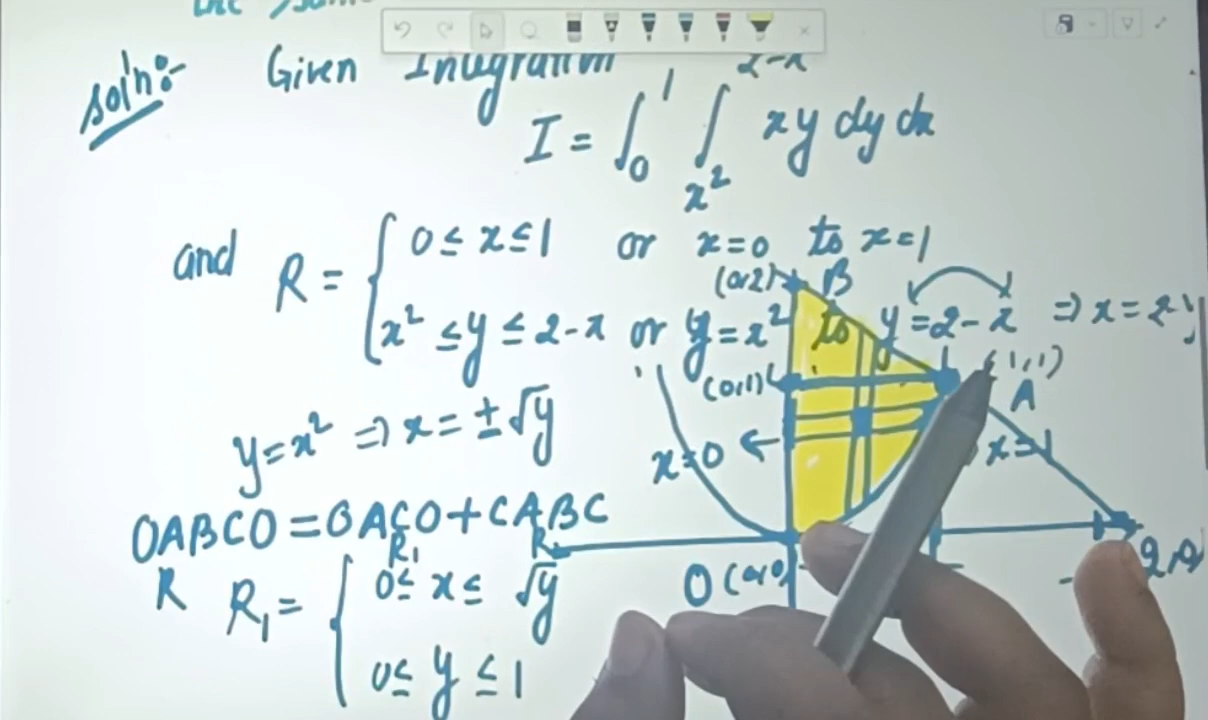 Soln:- Given Integration
I = ∫₀¹ ∫_{x²}^{2-x} xy dy dx
and R = { 0 ≤ x ≤ 1 or x=0 to x=1
x² ≤ y ≤ 2-x or y=x² to y=2-x ⇒ x=2-y
(0,2) B
(0,1) (1,1) A
y=x² ⇒ x = ±√y
x=0 x=1
OABCO = OACO + CABC
R R₁
O (0,0) 2,0)
R₁ = { 0 ≤ x ≤ √y
0 ≤ y ≤ 1